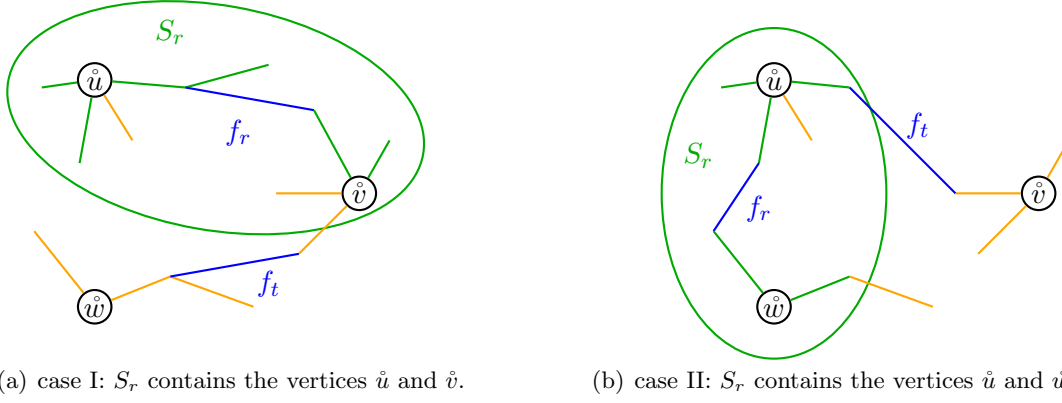 S_r
ů
f_r
v̊
f_t
ẘ
S_r
ů
f_t
v̊
f_r
ẘ
(a) case I: S_r contains the vertices ů and v̊.
(b) case II: S_r contains the vertices ů and